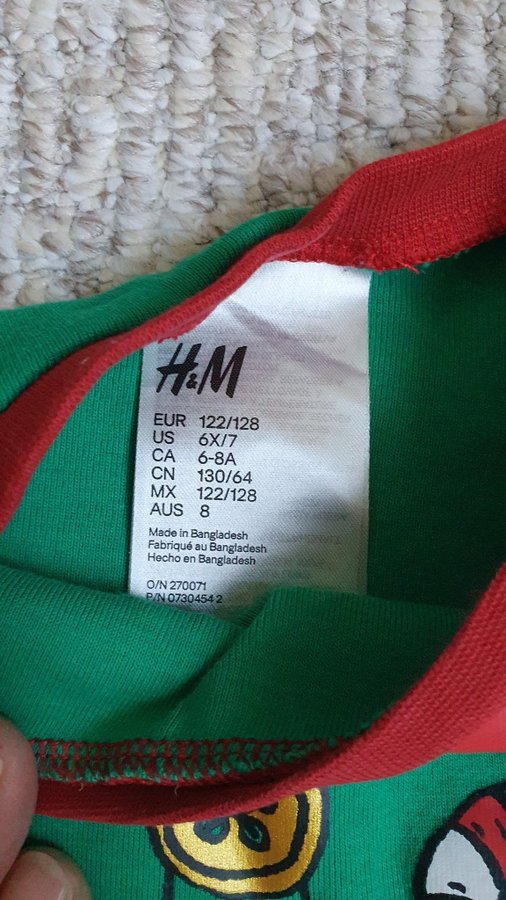 H&M
EUR 122/128
US 6X/7
CA 6-8A
CN 130/64
MX 122/128
AUS 8
Made in Bangladesh
Fabriqué au Bangladesh
Hecho en Bangladesh
O/N 270071
P/N 0730454 2